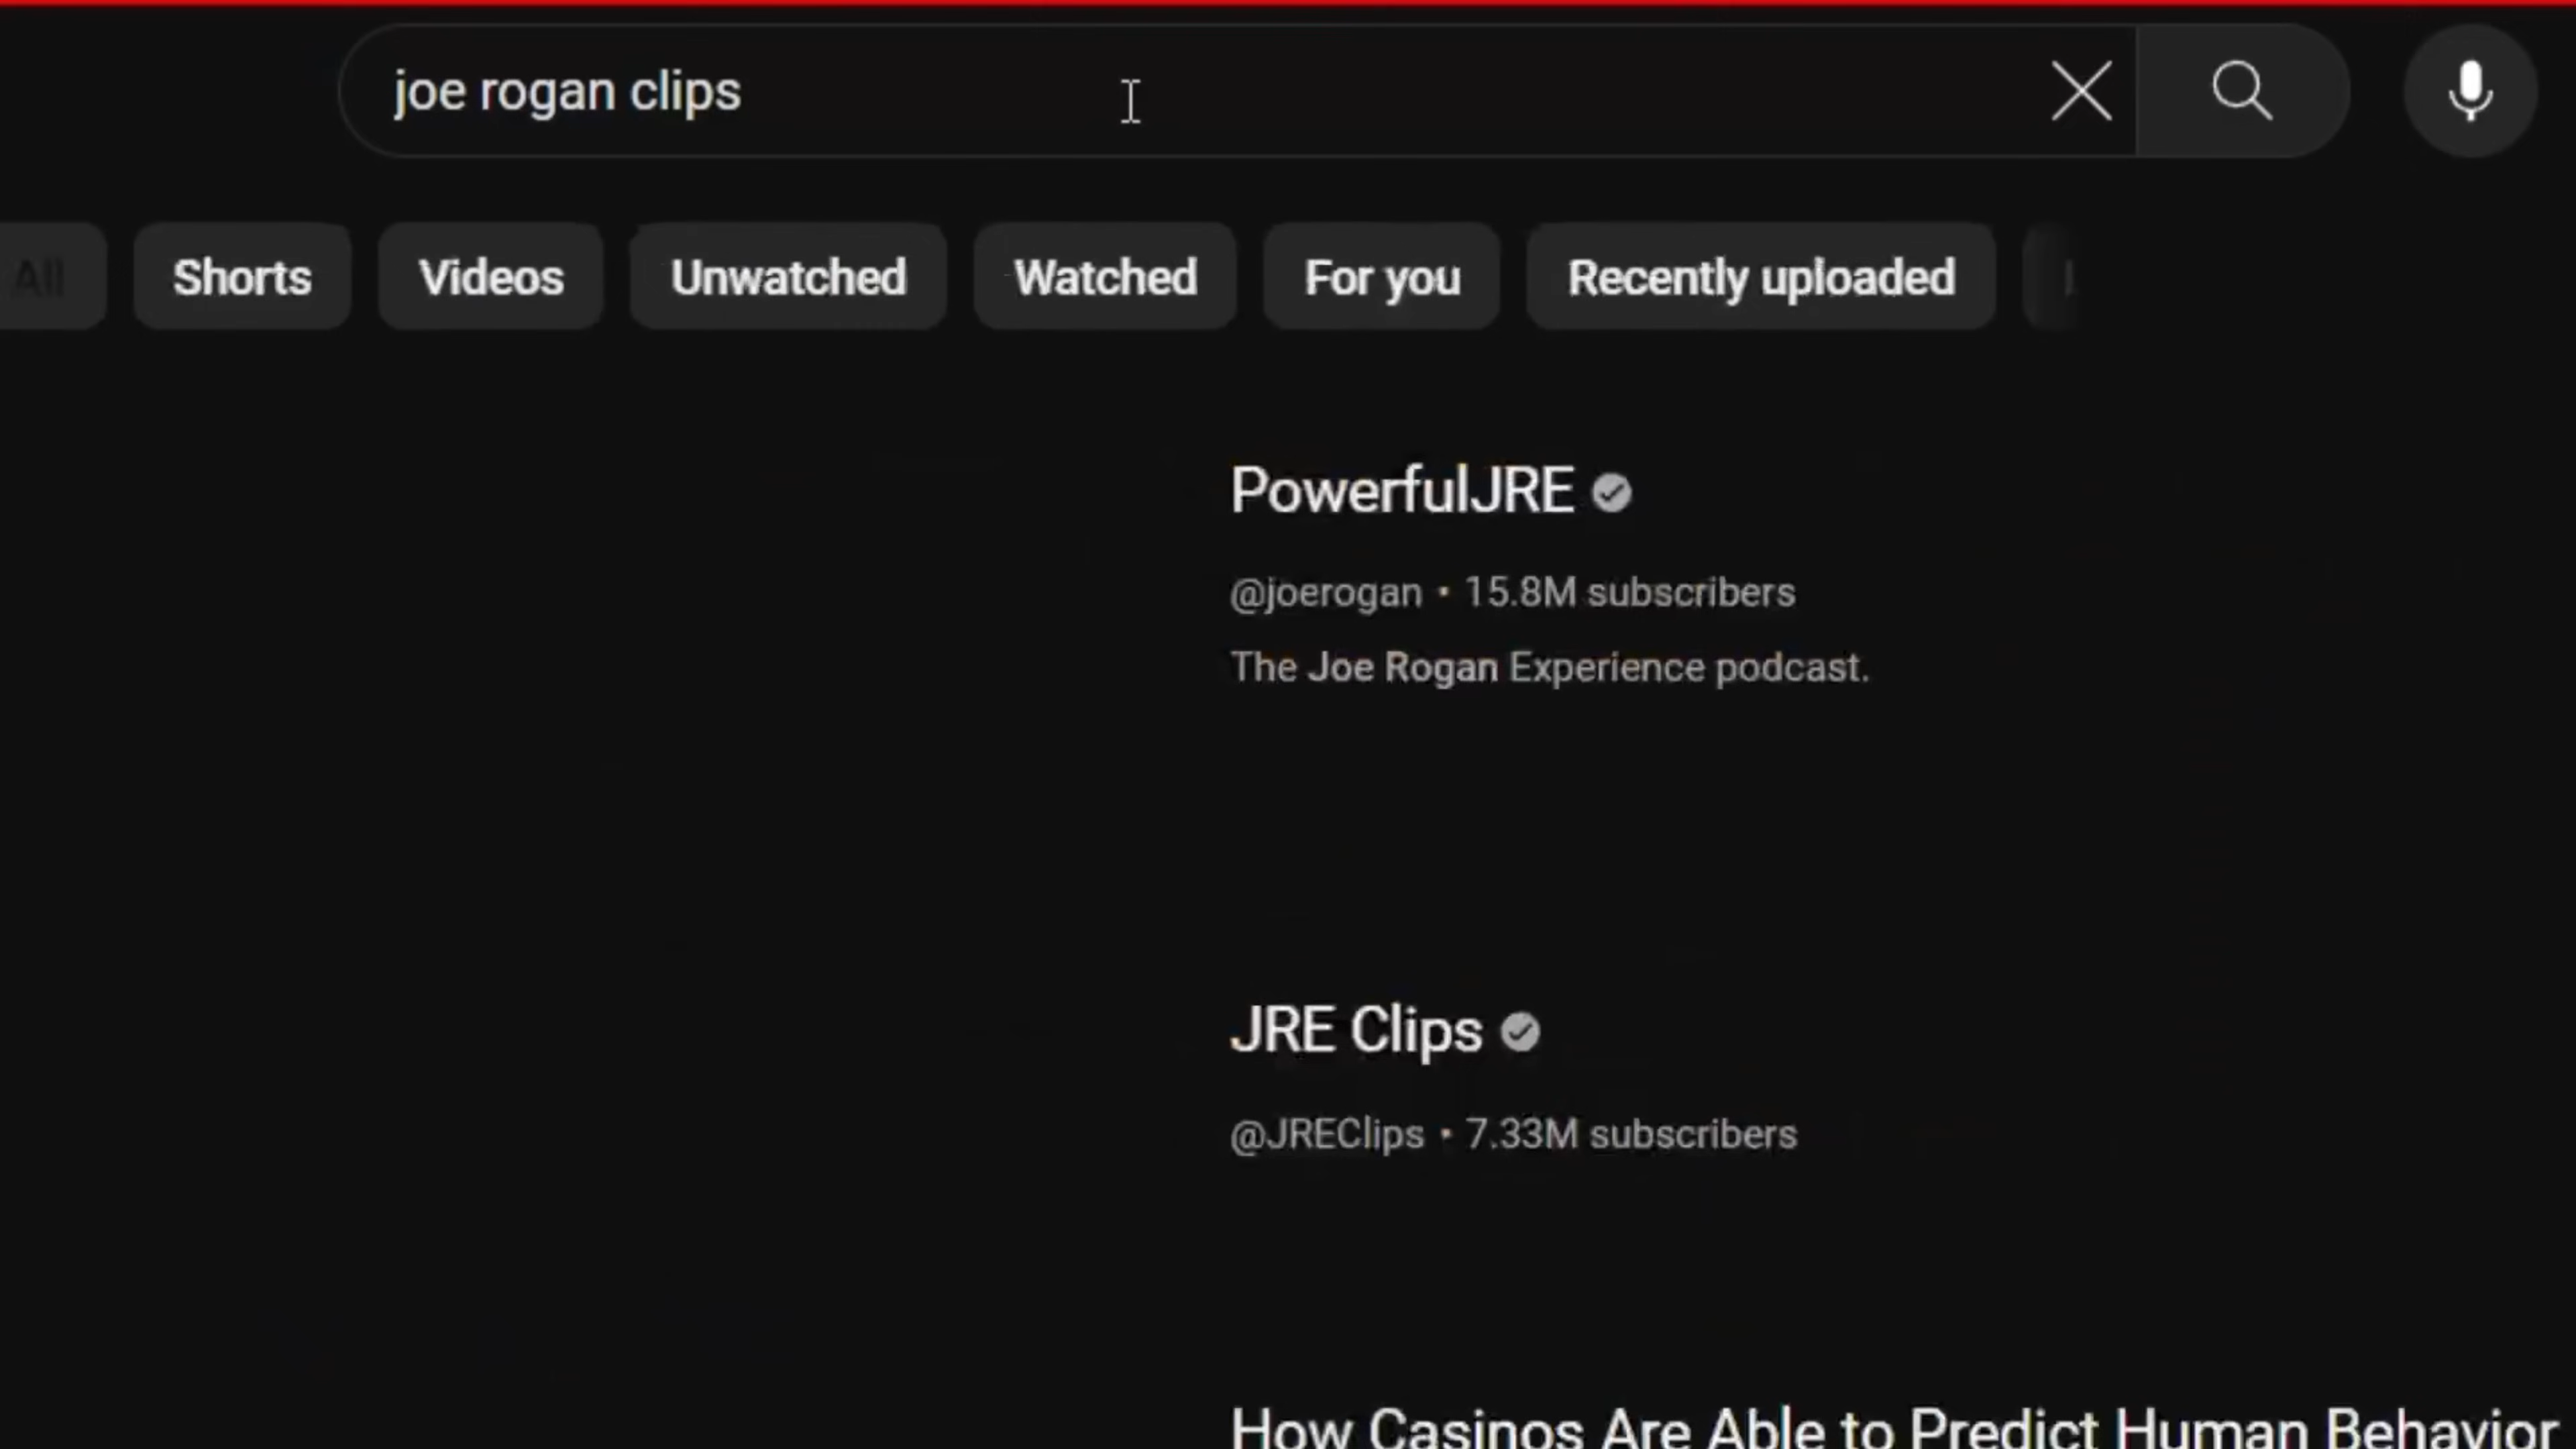 joe rogan clips
All Shorts Videos Unwatched Watched For you Recently uploaded
PowerfulJRE
@joerogan • 15.8M subscribers
The Joe Rogan Experience podcast.
JRE Clips
@JREClips • 7.33M subscribers
How Casinos Are Able to Predict Human Behavior